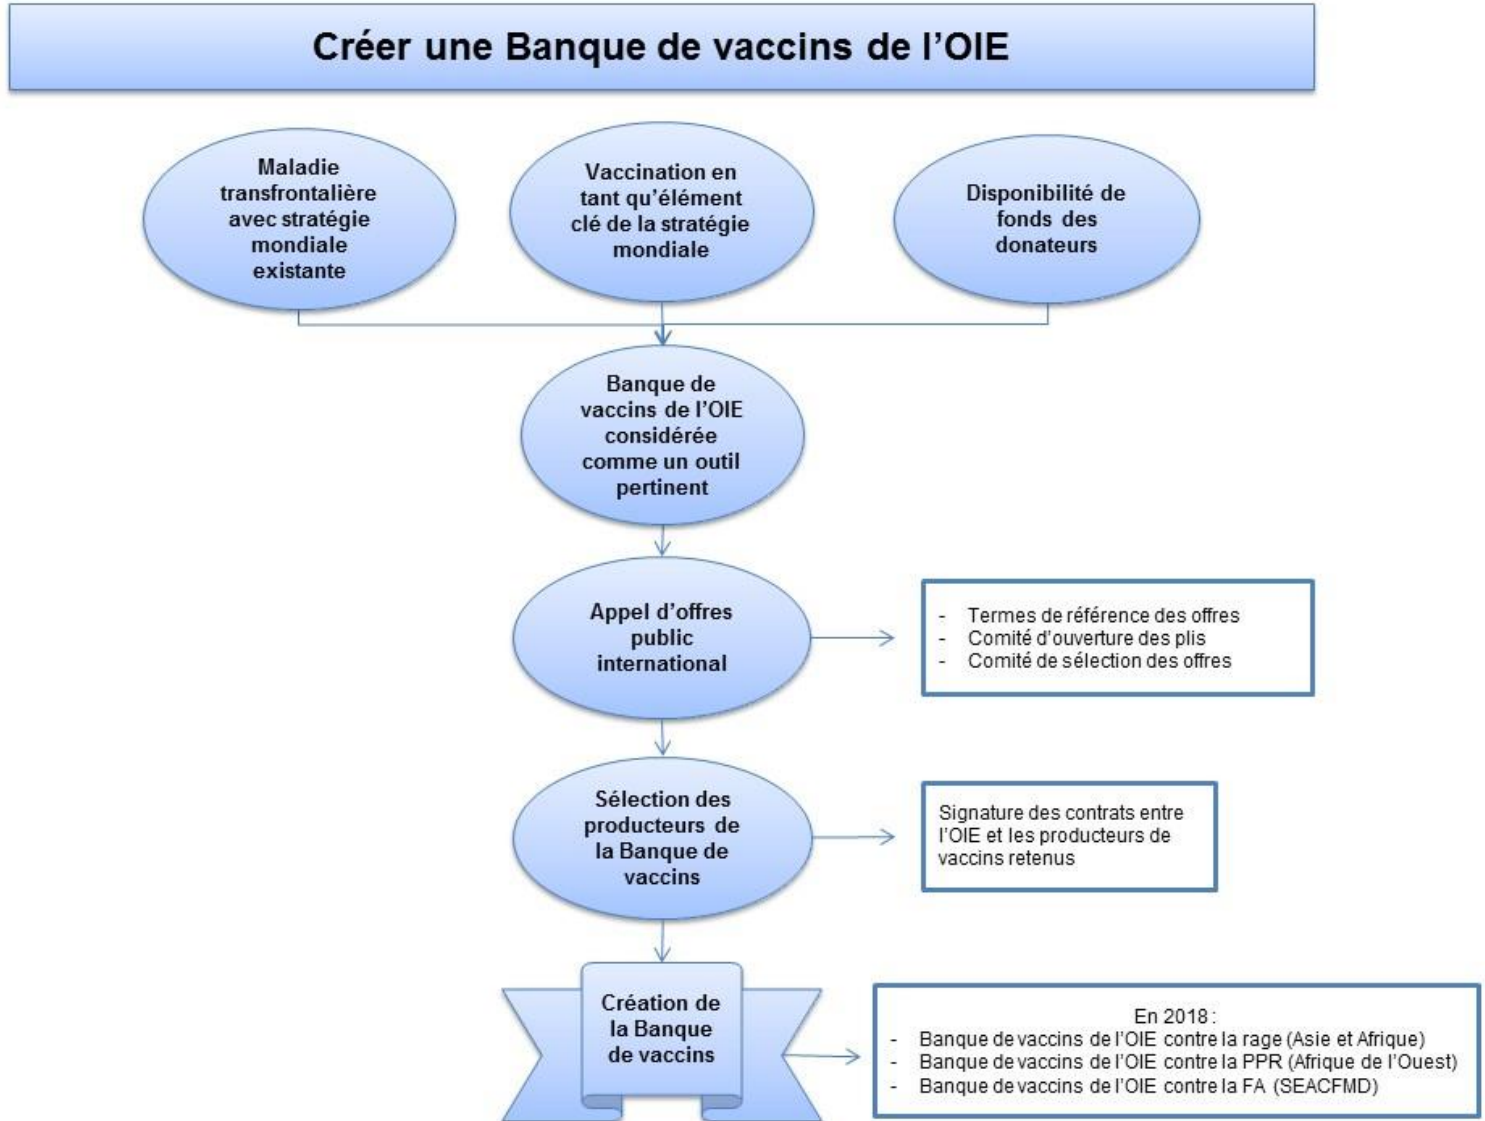 Créer une Banque de vaccins de l’OIE
Maladie
transfrontalière
avec stratégie
mondiale
existante
Vaccination en
tant qu’élément
clé de la stratégie
mondiale
Disponibilité de
fonds des
donateurs
Banque de
vaccins de l’OIE
considérée
comme un outil
pertinent
Appel d’offres
public
international
- Termes de référence des offres
- Comité d’ouverture des plis
- Comité de sélection des offres
Sélection des
producteurs de
la Banque de
vaccins
Signature des contrats entre
l’OIE et les producteurs de
vaccins retenus
Création de
la Banque
de vaccins
En 2018 :
- Banque de vaccins de l’OIE contre la rage (Asie et Afrique)
- Banque de vaccins de l’OIE contre la PPR (Afrique de l’Ouest)
- Banque de vaccins de l’OIE contre la FA (SEACFMD)